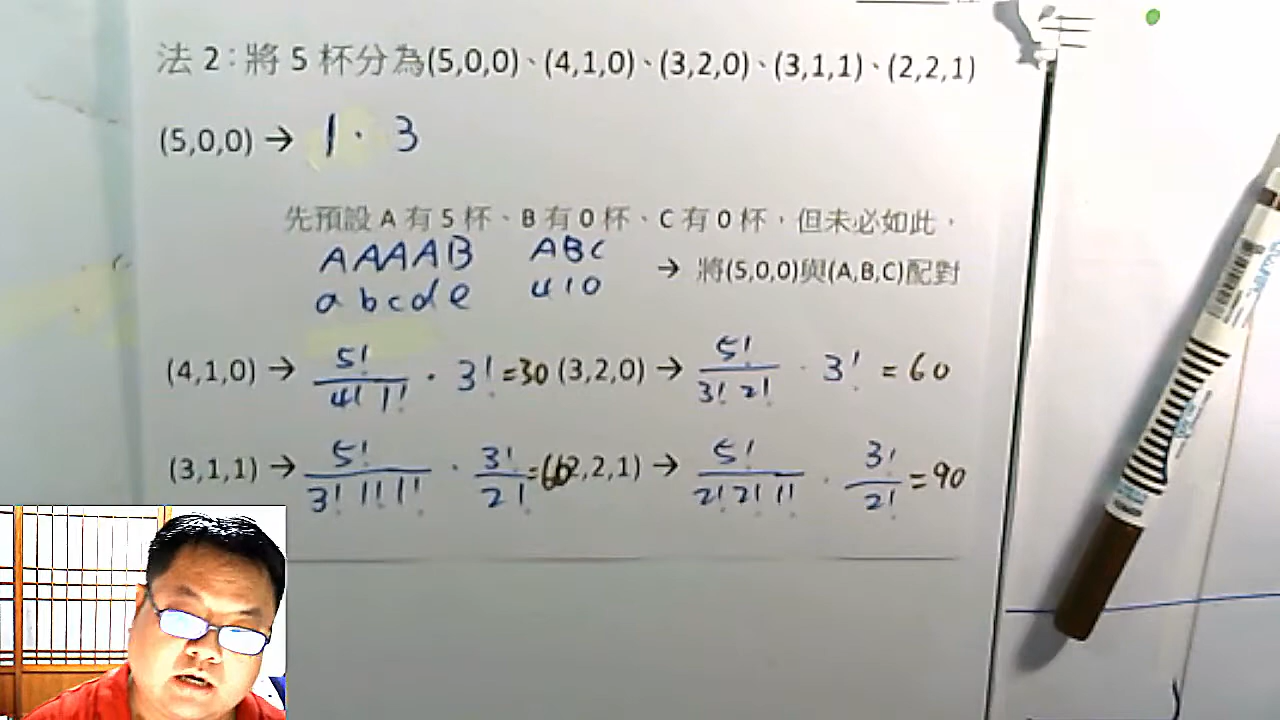 法 2：將 5 杯分為(5,0,0)、(4,1,0)、(3,2,0)、(3,1,1)、(2,2,1)
(5,0,0) → 1 · 3
先預設 A 有 5 杯、B 有 0 杯、C 有 0 杯，但未必如此，
AAAAB ABC → 將(5,0,0)與(A,B,C)配對
abcde 410
(4,1,0) → 5!/4! 1! · 3! =30 (3,2,0) → 5!/3! 2! · 3! = 60
(3,1,1) → 5!/3! 1! 1! · 3!/2! =60 2,2,1) → 5!/2! 2! 1! · 3!/2! =90